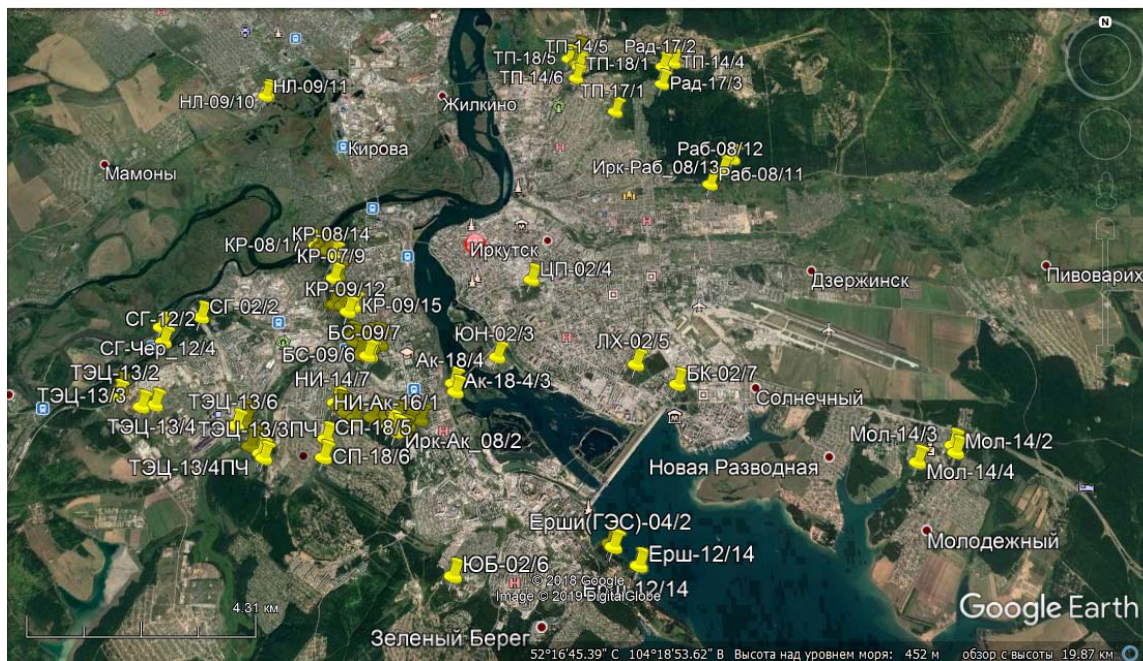 N
ТП-14/5
Рад-17/2
ТП-18/5
ТП-18/1
ТП-14/4
ТП-14/6
Рад-17/3
ТП-17/1
НЛ-09/11
НЛ-09/10
Жилкино
Кирова
Мамоны
Раб-08/12
Ирк-Раб_08/13
Раб-08/11
КР-08/14
КР-08/1
КР-07/9
Иркутск
ЦП-02/4
Дзержинск
Пивоварих
КР-09/12
КР-09/15
СГ-02/2
СГ-12/2
СГ-Чер_12/4
БС-09/7
БС-09/6
ЮН-02/3
ЛХ-02/5
Ак-18/4
Ак-18-4/3
БК-02/7
Солнечный
ТЭЦ-13/2
ТЭЦ-13/3
НИ-14/7
ТЭЦ-13/6
НИ-Ак-16/1
ТЭЦ-13/4
ТЭЦ-13/3ПЧ
СП-18/5
Ирк-Ак_08/2
СП-18/6
ТЭЦ-13/4ПЧ
Мол-14/3
Мол-14/2
Мол-14/4
Новая Разводная
Ерши(ГЭС)-04/2
Молодежный
Ерш-12/14
ЮБ-02/6
Ерш-12/14
© 2018 Google
Image © 2019 DigitalGlobe
4.31 км
Google Earth
Зеленый Берег
52°16'45.39" С 104°18'53.62" В Высота над уровнем моря: 452 м обзор с высоты 19.87 км